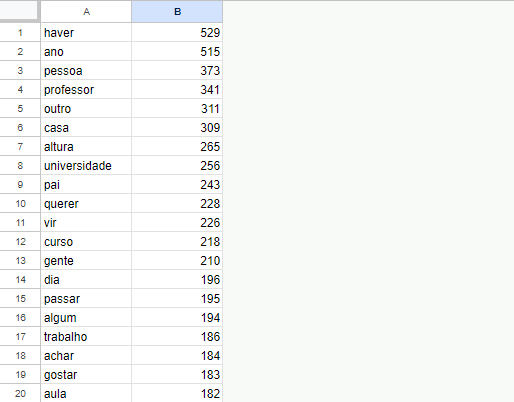 A B
1 haver 529
2 ano 515
3 pessoa 373
4 professor 341
5 outro 311
6 casa 309
7 altura 265
8 universidade 256
9 pai 243
10 querer 228
11 vir 226
12 curso 218
13 gente 210
14 dia 196
15 passar 195
16 algum 194
17 trabalho 186
18 achar 184
19 gostar 183
20 aula 182